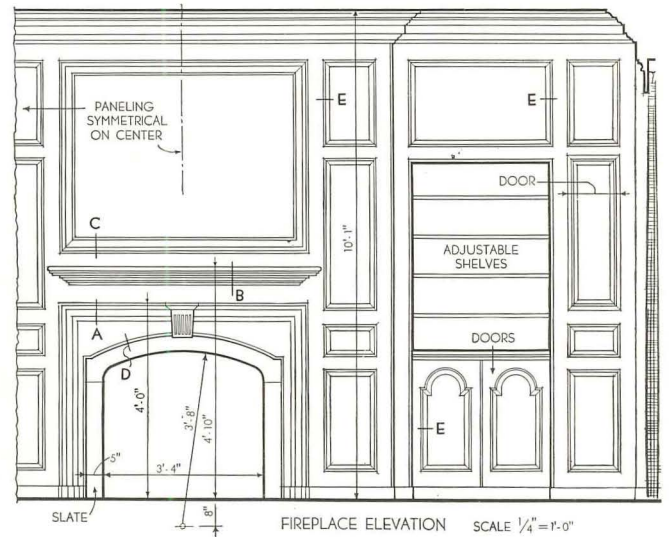 PANELING
SYMMETRICAL
ON CENTER
E
E
DOOR
C
10'-1"
ADJUSTABLE
SHELVES
B
A
DOORS
D
4'-0"
3'-8"
4'-10"
E
5"
3'-4"
SLATE
8"
FIREPLACE ELEVATION SCALE 1/4" = 1'-0"